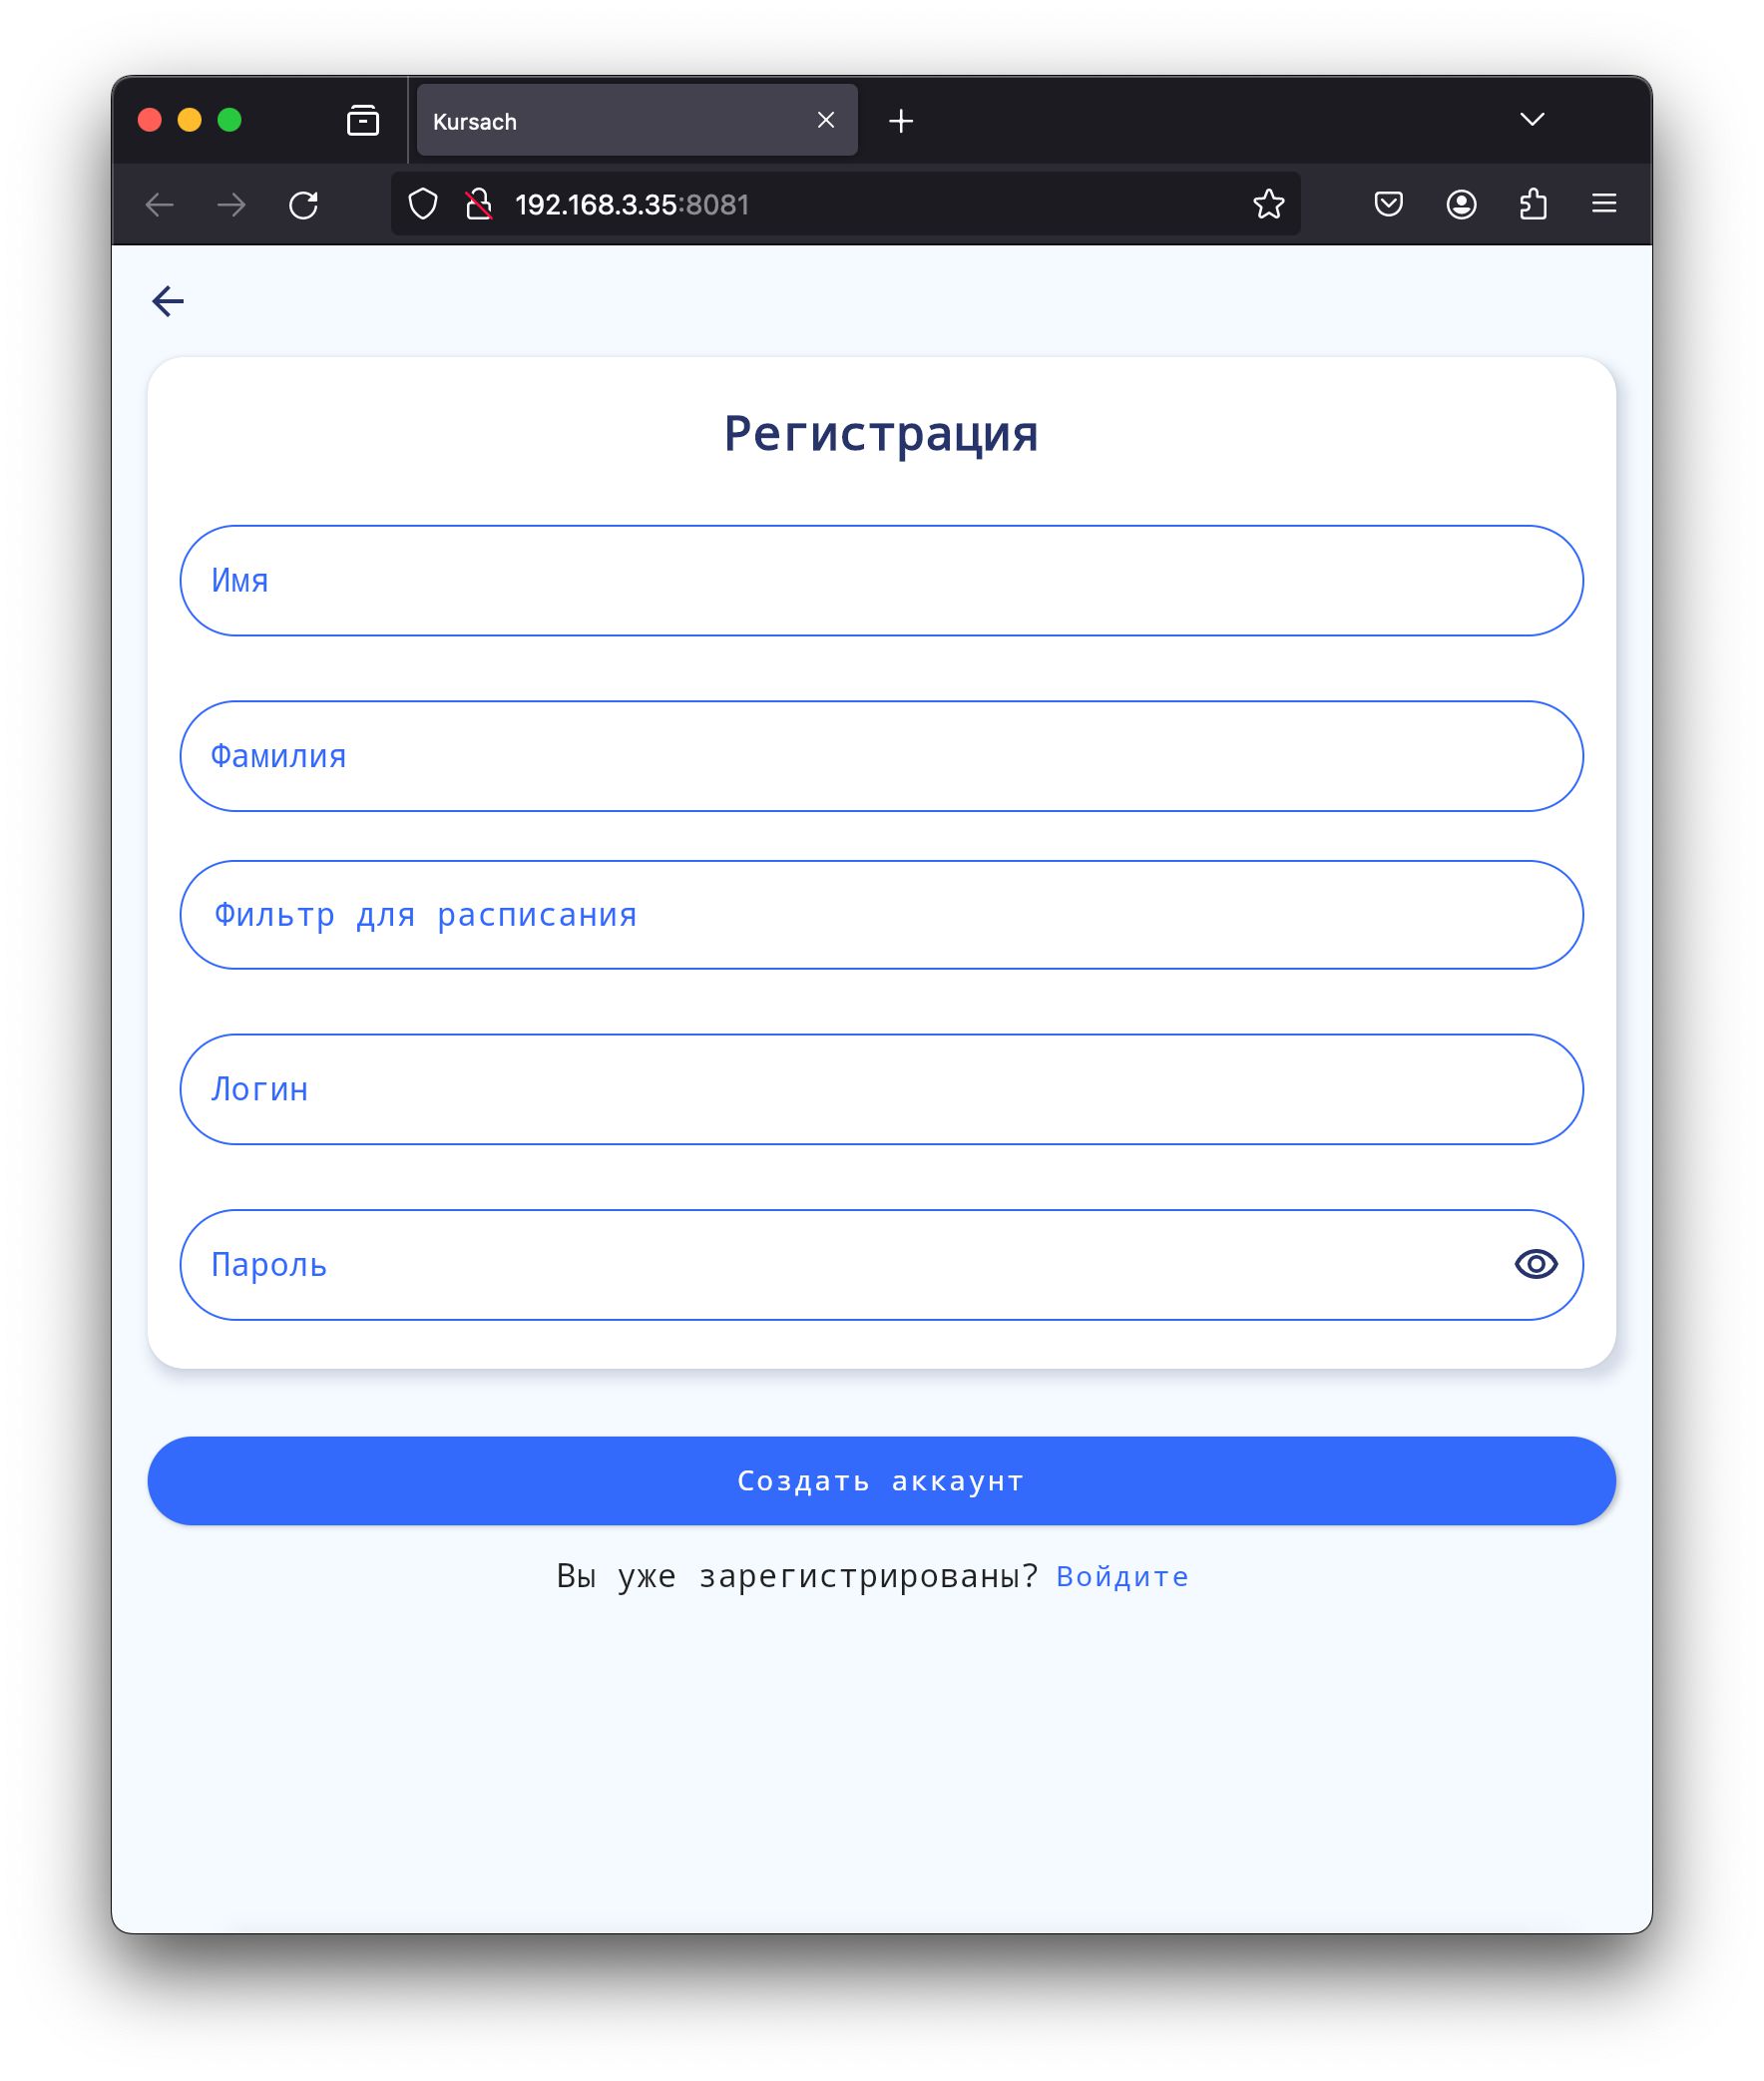 Kursach
192.168.3.35:8081
Регистрация
Имя
Фамилия
Фильтр для расписания
Логин
Пароль
Создать аккаунт
Вы уже зарегистрированы? Войдите